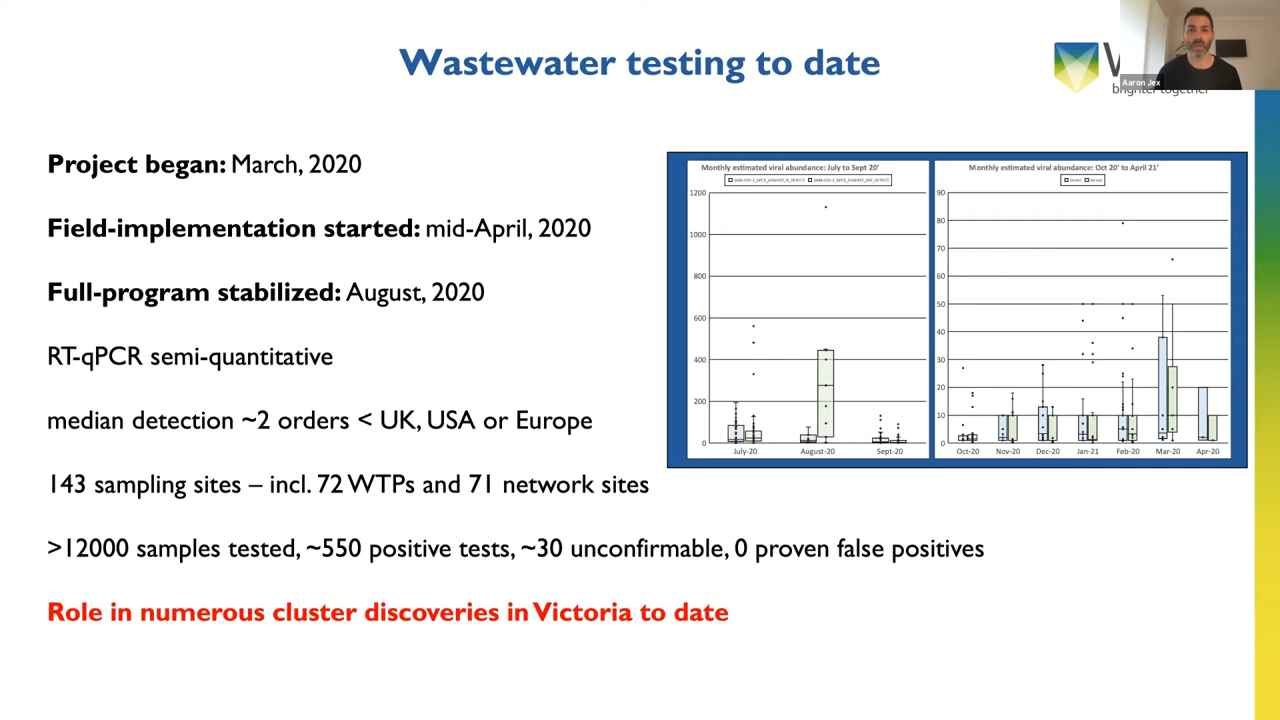 Wastewater testing to date
V
Aaron Jex
brighter together
Project began: March, 2020
Field-implementation started: mid-April, 2020
Full-program stabilized: August, 2020
RT-qPCR semi-quantitative
median detection ~2 orders < UK, USA or Europe
143 sampling sites – incl. 72 WTPs and 71 network sites
>12000 samples tested, ~550 positive tests, ~30 unconfirmable, 0 proven false positives
Role in numerous cluster discoveries in Victoria to date
Monthly estimated viral abundance: July to Sept 20'
1200
1000
800
600
400
200
0
July-20 August-20 Sept-20
Monthly estimated viral abundance: Oct 20' to April 21'
90
80
70
60
50
40
30
20
10
0
Oct-20 Nov-20 Dec-20 Jan-21 Feb-20 Mar-20 Apr-20